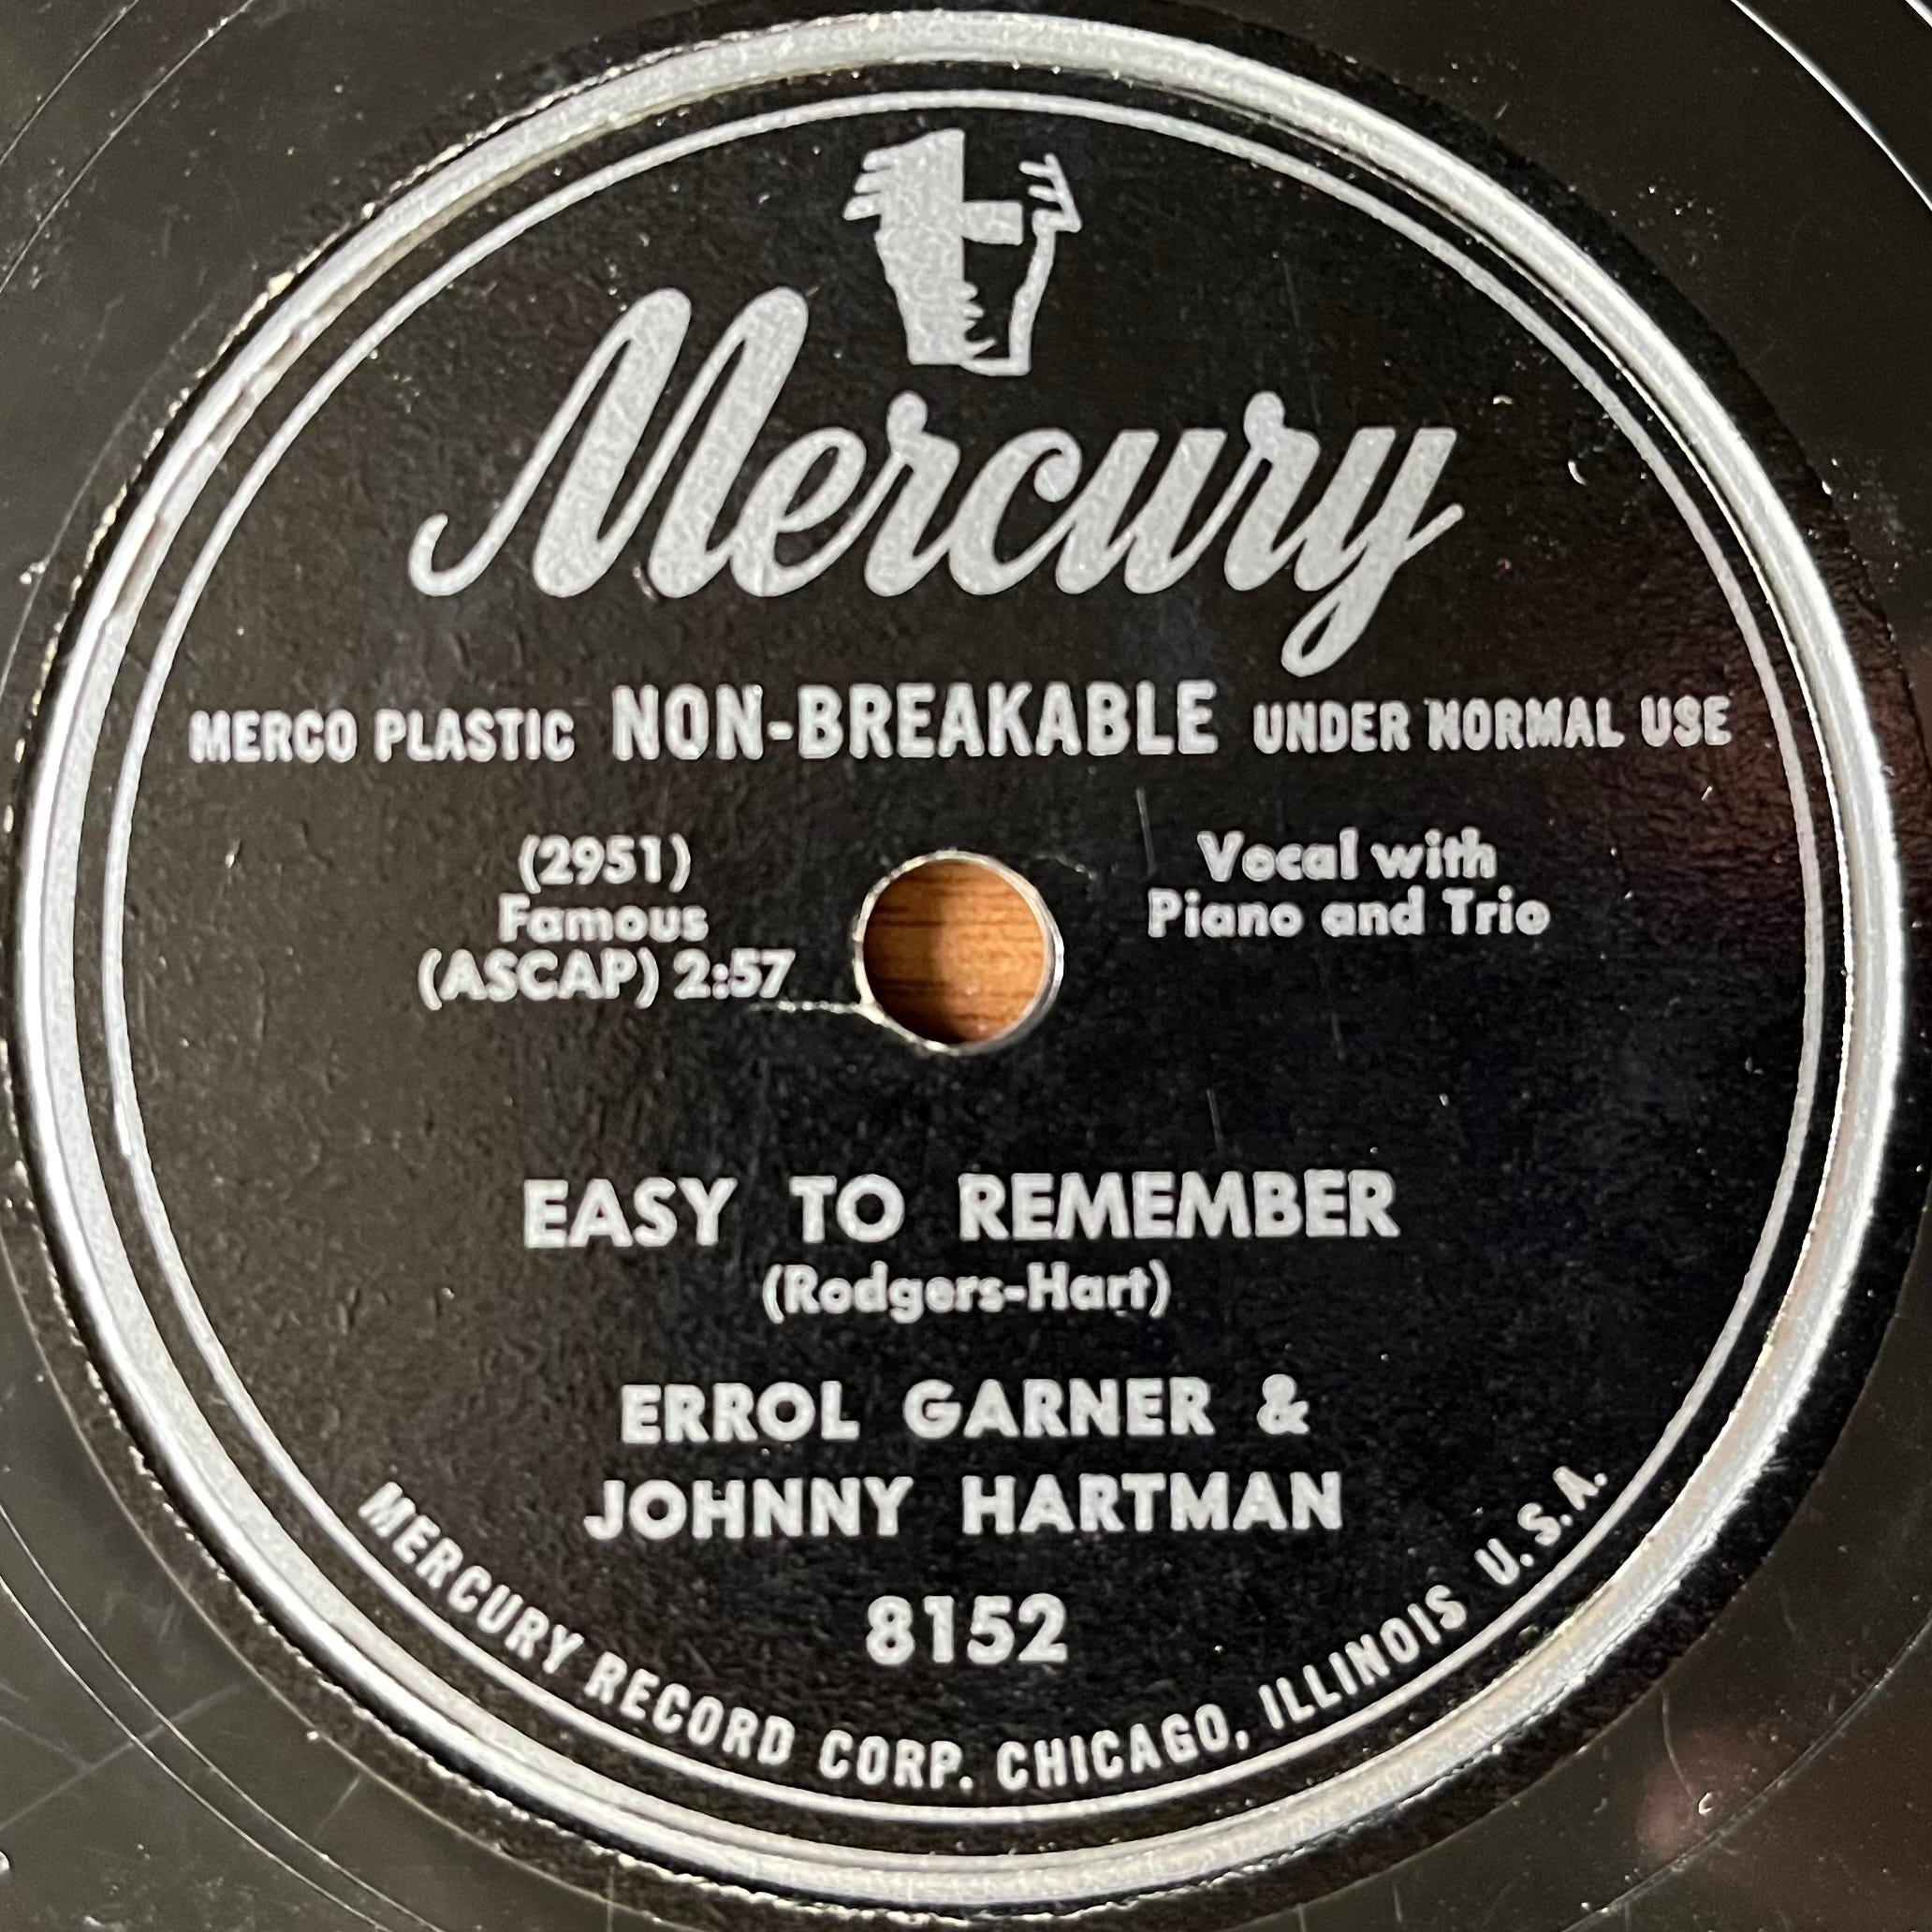 Mercury
MERCO PLASTIC NON-BREAKABLE UNDER NORMAL USE
(2951)
Famous
(ASCAP) 2:57
Vocal with
Piano and Trio
EASY TO REMEMBER
(Rodgers-Hart)
ERROL GARNER &
JOHNNY HARTMAN
8152
MERCURY RECORD CORP. CHICAGO, ILLINOIS U.S.A.